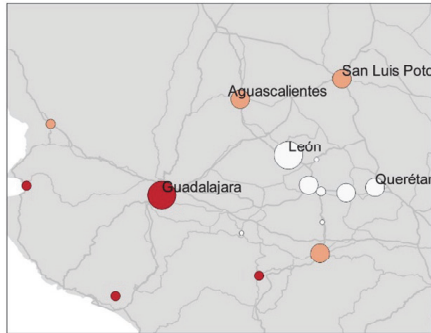 San Luis Poto
Aguascalientes
León
Guadalajara
Querétar